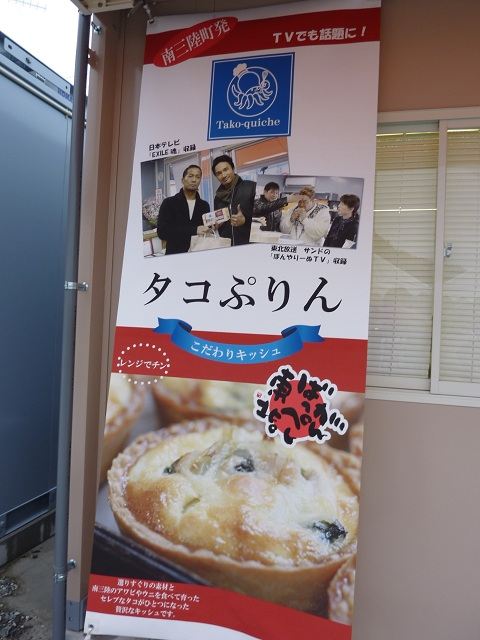 南三陸町発
TVでも話題に!
Tako-quiche
日本テレビ
「EXILE魂」収録
東北放送 サンドの
「ぼんやりーぬTV」収録
タコぷりん
こだわりキッシュ
レンジでチン
選りすぐりの素材と
南三陸のアワビやウニを食べて育った
セレブなタコがひとつになった
贅沢なキッシュです。